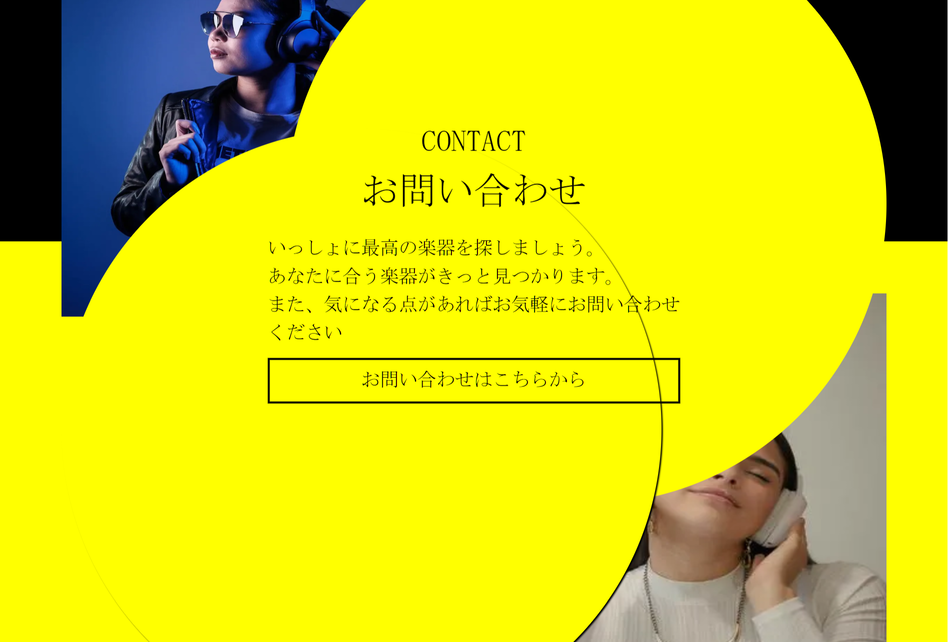 CONTACT
お問い合わせ
いっしょに最高の楽器を探しましょう。
あなたに合う楽器がきっと見つかります。
また、気になる点があればお気軽にお問い合わせ
ください
お問い合わせはこちらから